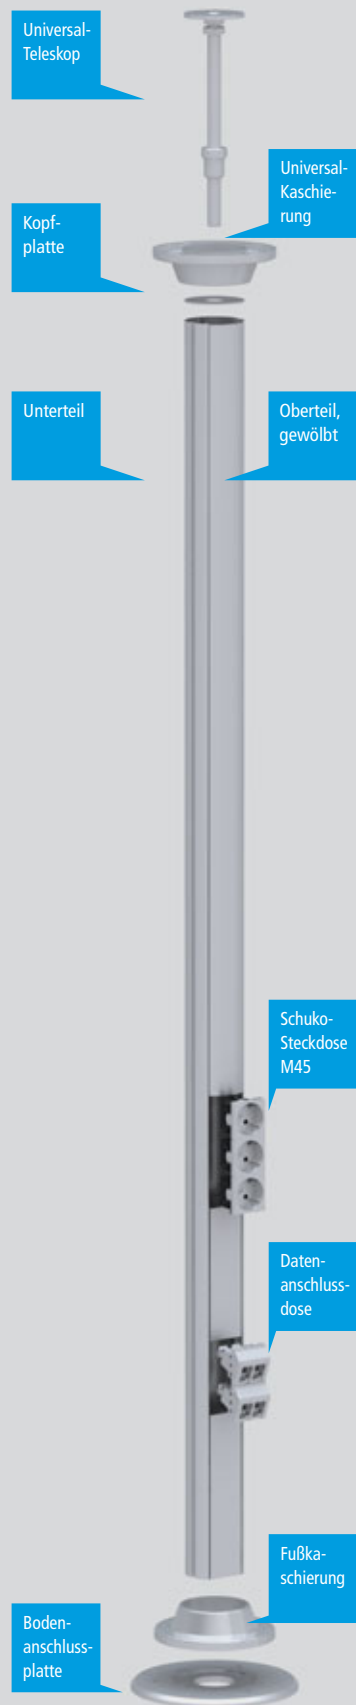 Universal-
Teleskop
Universal-
Kaschie-
rung
Kopf-
platte
Unterteil
Oberteil,
gewölbt
Schuko-
Steckdose
M45
Daten-
anschluss-
dose
Fußka-
schierung
Boden-
anschluss-
platte